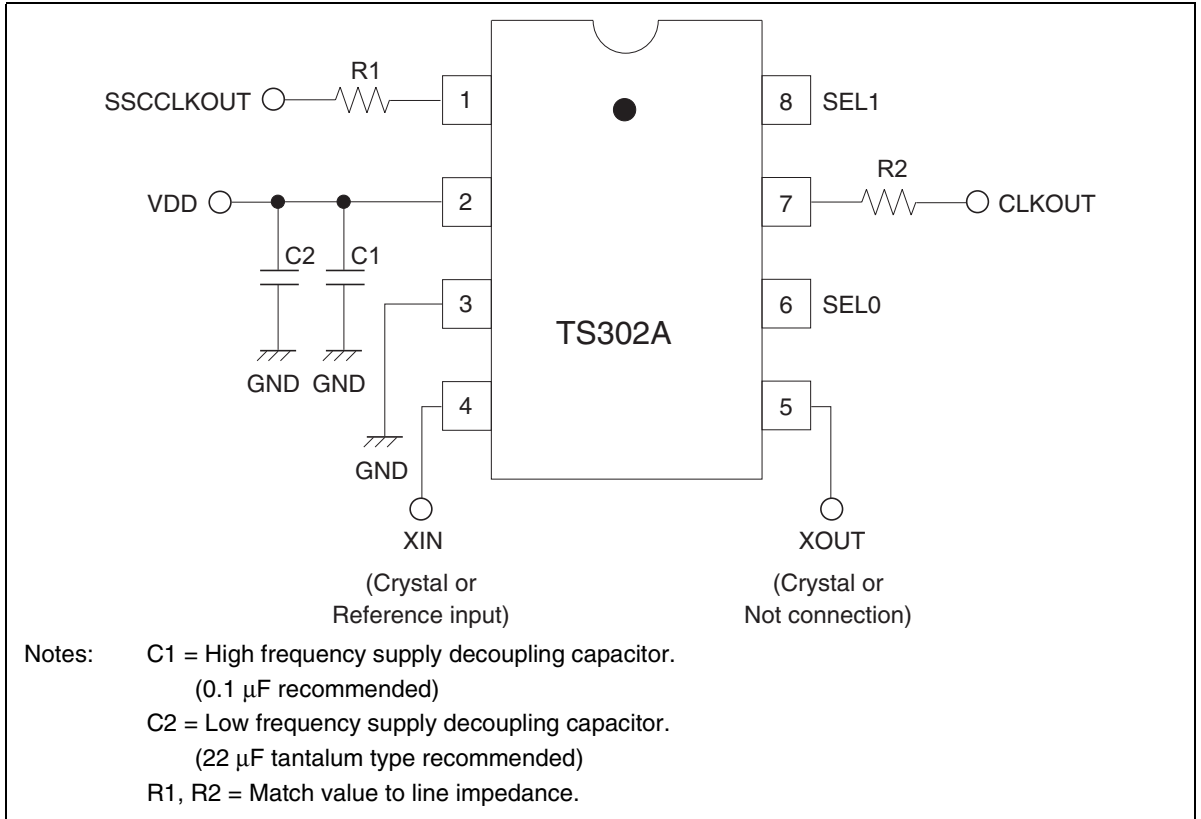 R1
SSCCLKOUT
1
8 SEL1
R2
VDD
2
7
CLKOUT
C2 C1
3
6 SEL0
TS302A
GND GND
4
5
GND
XIN
XOUT
(Crystal or
Reference input)
(Crystal or
Not connection)
Notes: C1 = High frequency supply decoupling capacitor.
(0.1 μF recommended)
C2 = Low frequency supply decoupling capacitor.
(22 μF tantalum type recommended)
R1, R2 = Match value to line impedance.